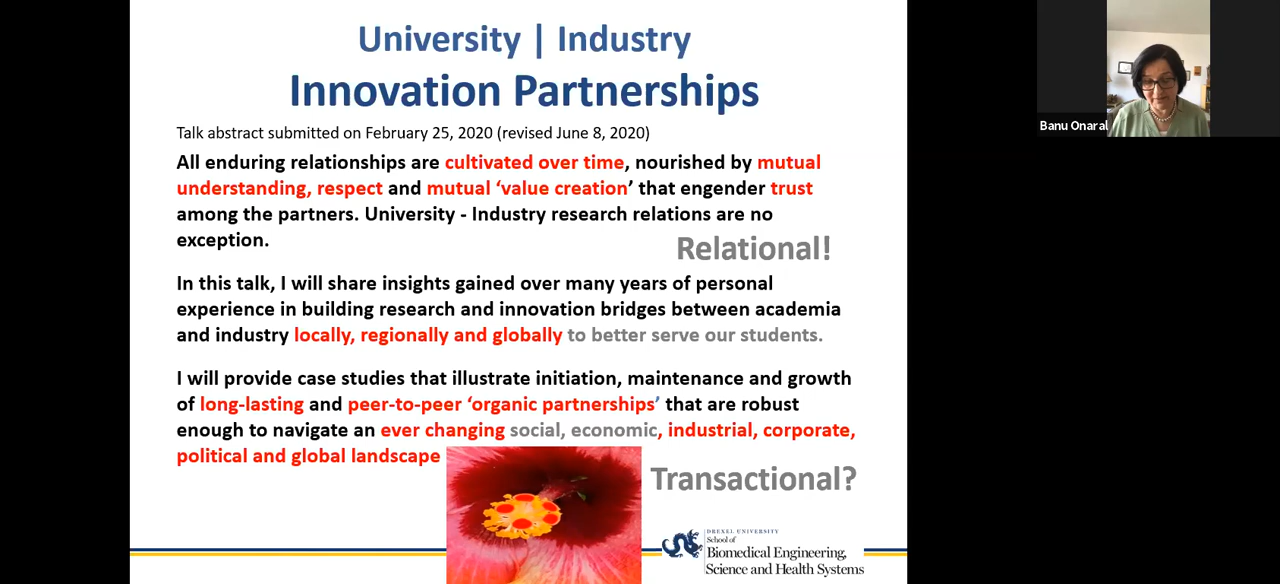 University | Industry
Innovation Partnerships
Talk abstract submitted on February 25, 2020 (revised June 8, 2020)
All enduring relationships are cultivated over time, nourished by mutual
understanding, respect and mutual ‘value creation’ that engender trust
among the partners. University - Industry research relations are no
exception.
Relational!
In this talk, I will share insights gained over many years of personal
experience in building research and innovation bridges between academia
and industry locally, regionally and globally to better serve our students.
I will provide case studies that illustrate initiation, maintenance and growth
of long-lasting and peer-to-peer ‘organic partnerships’ that are robust
enough to navigate an ever changing social, economic, industrial, corporate,
political and global landscape
Transactional?
DREXEL UNIVERSITY
School of
Biomedical Engineering,
Science and Health Systems
Banu Onaral